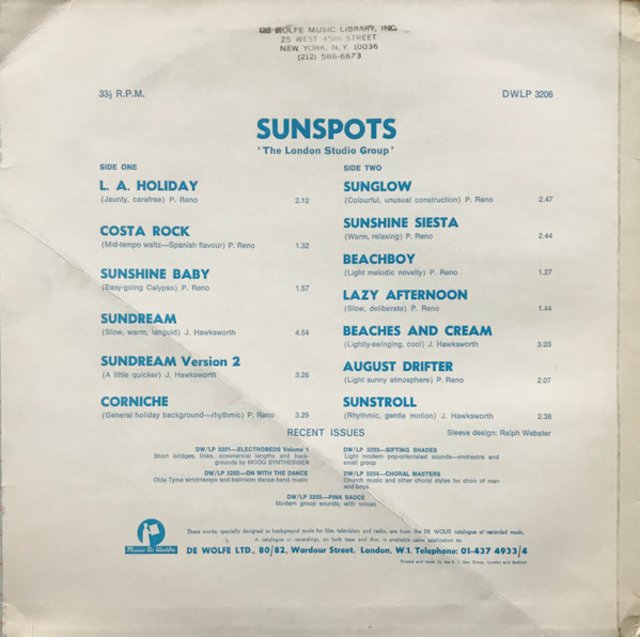 DE WOLFE MUSIC LIBRARY, INC.
25 WEST 45th STREET
NEW YORK, N.Y. 10036
(212) 586-6673
33⅓ R.P.M.
DWLP 3206
SUNSPOTS
'The London Studio Group'
SIDE ONE
L. A. HOLIDAY
(Jaunty, carefree) P. Reno 2.12
COSTA ROCK
(Mid-tempo waltz—Spanish flavour) P. Reno 1.32
SUNSHINE BABY
(Easy-going Calypso) P. Reno 1.57
SUNDREAM
(Slow, warm, languid) J. Hawksworth 4.54
SUNDREAM Version 2
(A little quicker) J. Hawksworth 3.26
CORNICHE
(General holiday background—rhythmic) P. Reno 3.29
SIDE TWO
SUNGLOW
(Colourful, unusual construction) P. Reno 2.47
SUNSHINE SIESTA
(Warm, relaxing) P. Reno 2.44
BEACHBOY
(Light melodic novelty) P. Reno 1.27
LAZY AFTERNOON
(Slow, deliberate) P. Reno 1.44
BEACHES AND CREAM
(Lightly-swinging, cool) J. Hawksworth 3.03
AUGUST DRIFTER
(Light sunny atmosphere) P. Reno 2.07
SUNSTROLL
(Rhythmic, gentle motion) J. Hawksworth 2.38
RECENT ISSUES
Sleeve design: Ralph Webster
DW/LP 3201—ELECTROBEDS Volume 1
Short bridges, links, commercial lengths and back-
grounds by MOOG SYNTHESISER
DW/LP 3202—ON WITH THE DANCE
Olde Tyme strict-tempo and ballroom dance band music
DW/LP 3203—SIFTING SHADES
Light modern pop-orientated sounds—orchestra and
small group
DW/LP 3204—CHORAL MASTERS
Church music and other choral styles for choir of men
and boys
DW/LP 3205—PINK SAUCE
Modern group sounds, with voices
Music De Wolfe
These works, specially designed as background music for film, television and radio, are from the DE WOLFE catalogue of recorded music.
A catalogue of recordings, on both tape and disc, is available upon application to:
DE WOLFE LTD., 80/82, Wardour Street, London, W.1. Telephone: 01-437 4933/4
Printed and made by the London and Bedford